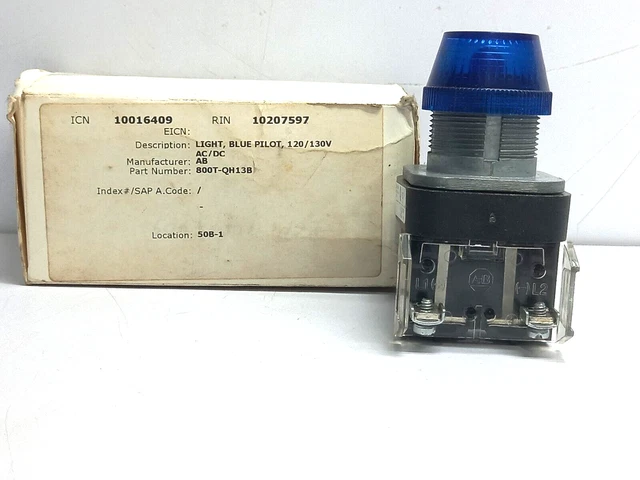 ICN 10016409 RIN 10207597
EICN:
Description: LIGHT, BLUE PILOT, 120/130V
AC/DC
Manufacturer: AB
Part Number: 800T-QH13B
Index#/SAP A.Code: /
-
Location: 50B-1
L1 AB (-) L2